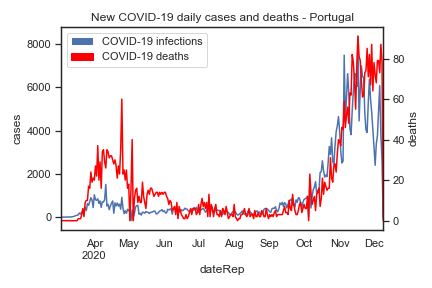 New COVID-19 daily cases and deaths - Portugal
COVID-19 infections
COVID-19 deaths
8000
6000
4000
2000
0
cases
80
60
40
20
0
deaths
Apr May Jun Jul Aug Sep Oct Nov Dec
2020
dateRep